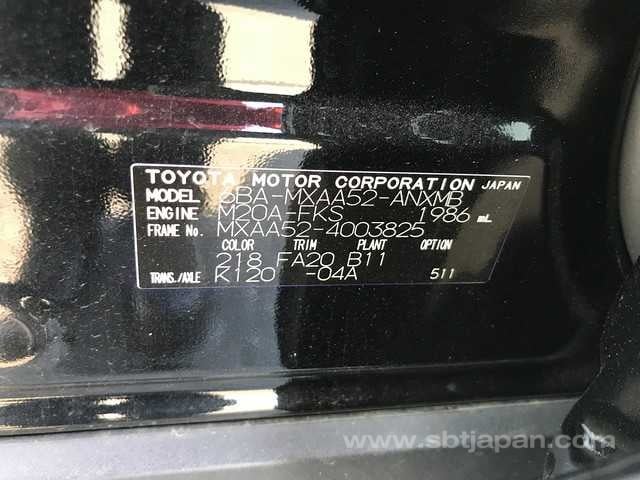 TOYOTA MOTOR CORPORATION JAPAN
MODEL 6BA-MXAA52-ANXMB
ENGINE M20A-FKS 1986 mL
FRAME No. MXAA52-4003825
COLOR TRIM PLANT OPTION
218 FA20 B11
TRANS./AXLE K120 -04A 511
www.sbtjapan.com